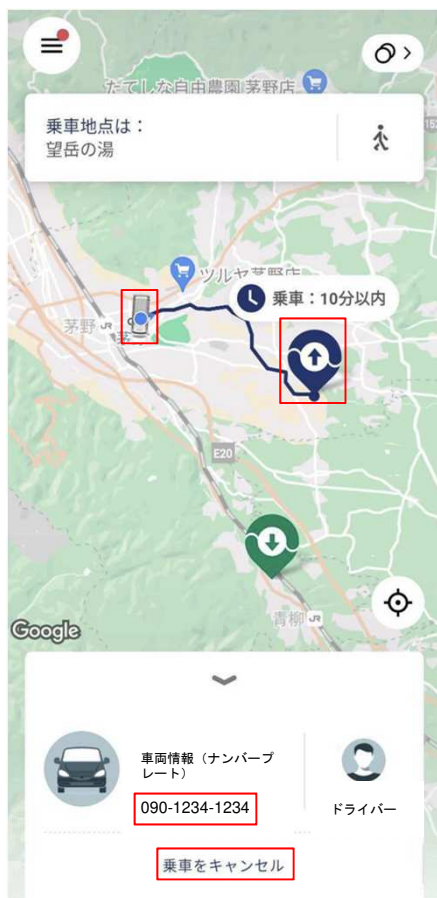 たてしな自由農園 茅野店
乗車地点は：
望岳の湯
ツルヤ茅野店
乗車：10分以内
茅野 JR
E20
青柳 JR
Google
車両情報（ナンバープ
レート）
090-1234-1234
ドライバー
乗車をキャンセル